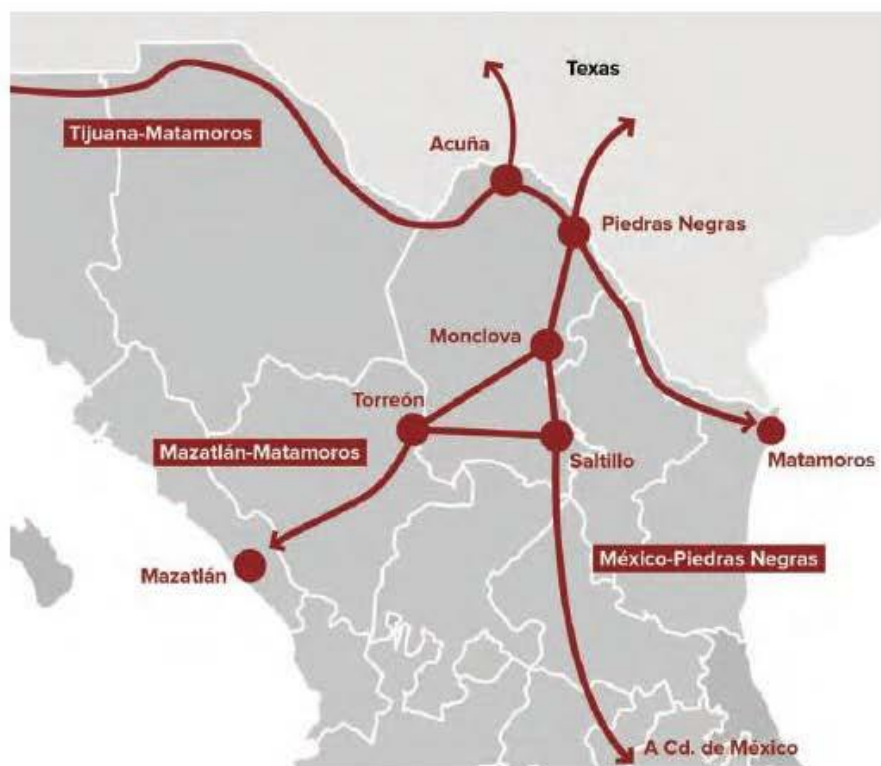 Texas
Tijuana-Matamoros
Acuña
Piedras Negras
Monclova
Torreón
Mazatlán-Matamoros
Saltillo
Matamoros
México-Piedras Negras
Mazatlán
A Cd. de México